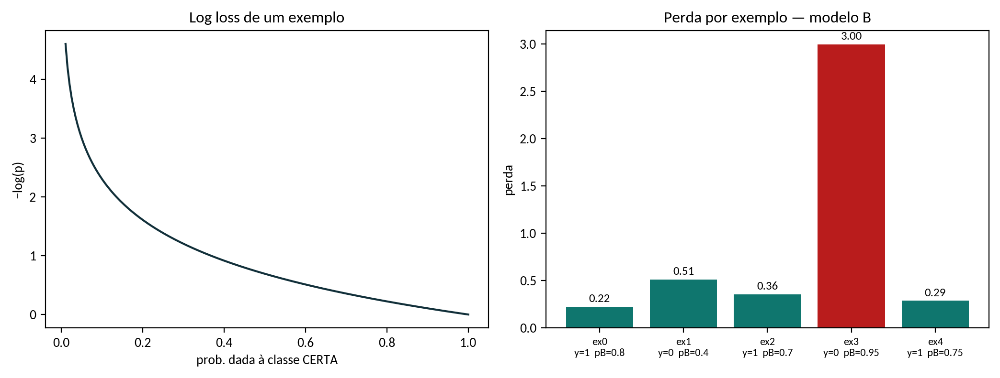 Log loss de um exemplo
−log(p)
4
3
2
1
0
0.0 0.2 0.4 0.6 0.8 1.0
prob. dada à classe CERTA
Perda por exemplo — modelo B
perda
3.0
2.5
2.0
1.5
1.0
0.5
0.0
0.22
0.51
0.36
3.00
0.29
ex0
y=1 pB=0.8
ex1
y=0 pB=0.4
ex2
y=1 pB=0.7
ex3
y=0 pB=0.95
ex4
y=1 pB=0.75